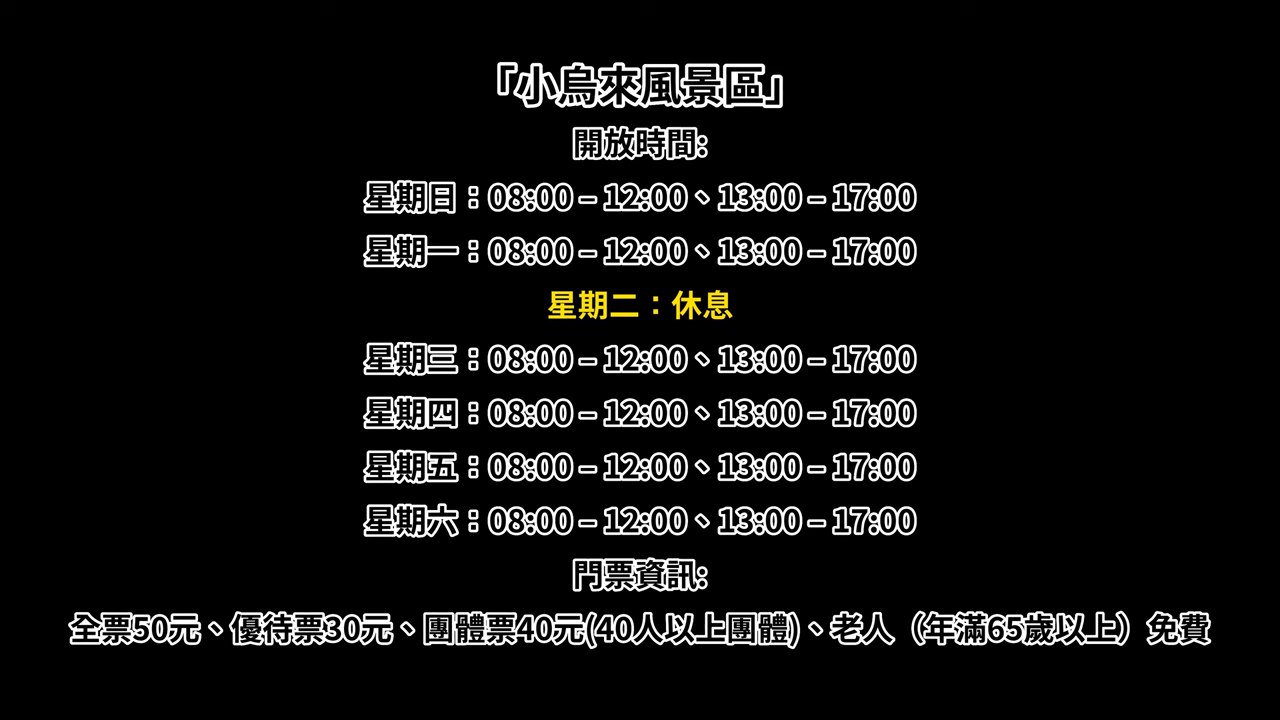 「小烏來風景區」
開放時間:
星期日：08:00 – 12:00、13:00 – 17:00
星期一：08:00 – 12:00、13:00 – 17:00
星期二：休息
星期三：08:00 – 12:00、13:00 – 17:00
星期四：08:00 – 12:00、13:00 – 17:00
星期五：08:00 – 12:00、13:00 – 17:00
星期六：08:00 – 12:00、13:00 – 17:00
門票資訊:
全票50元、優待票30元、團體票40元(40人以上團體)、老人（年滿65歲以上）免費